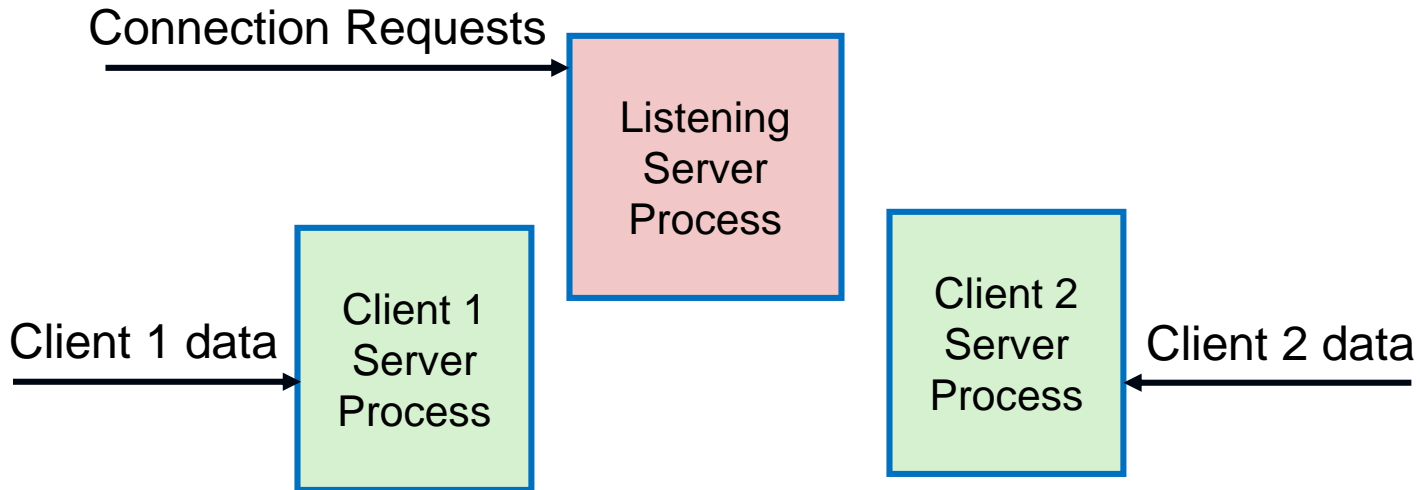 Connection Requests
Listening
Server
Process
Client 1 data
Client 1
Server
Process
Client 2
Server
Process
Client 2 data